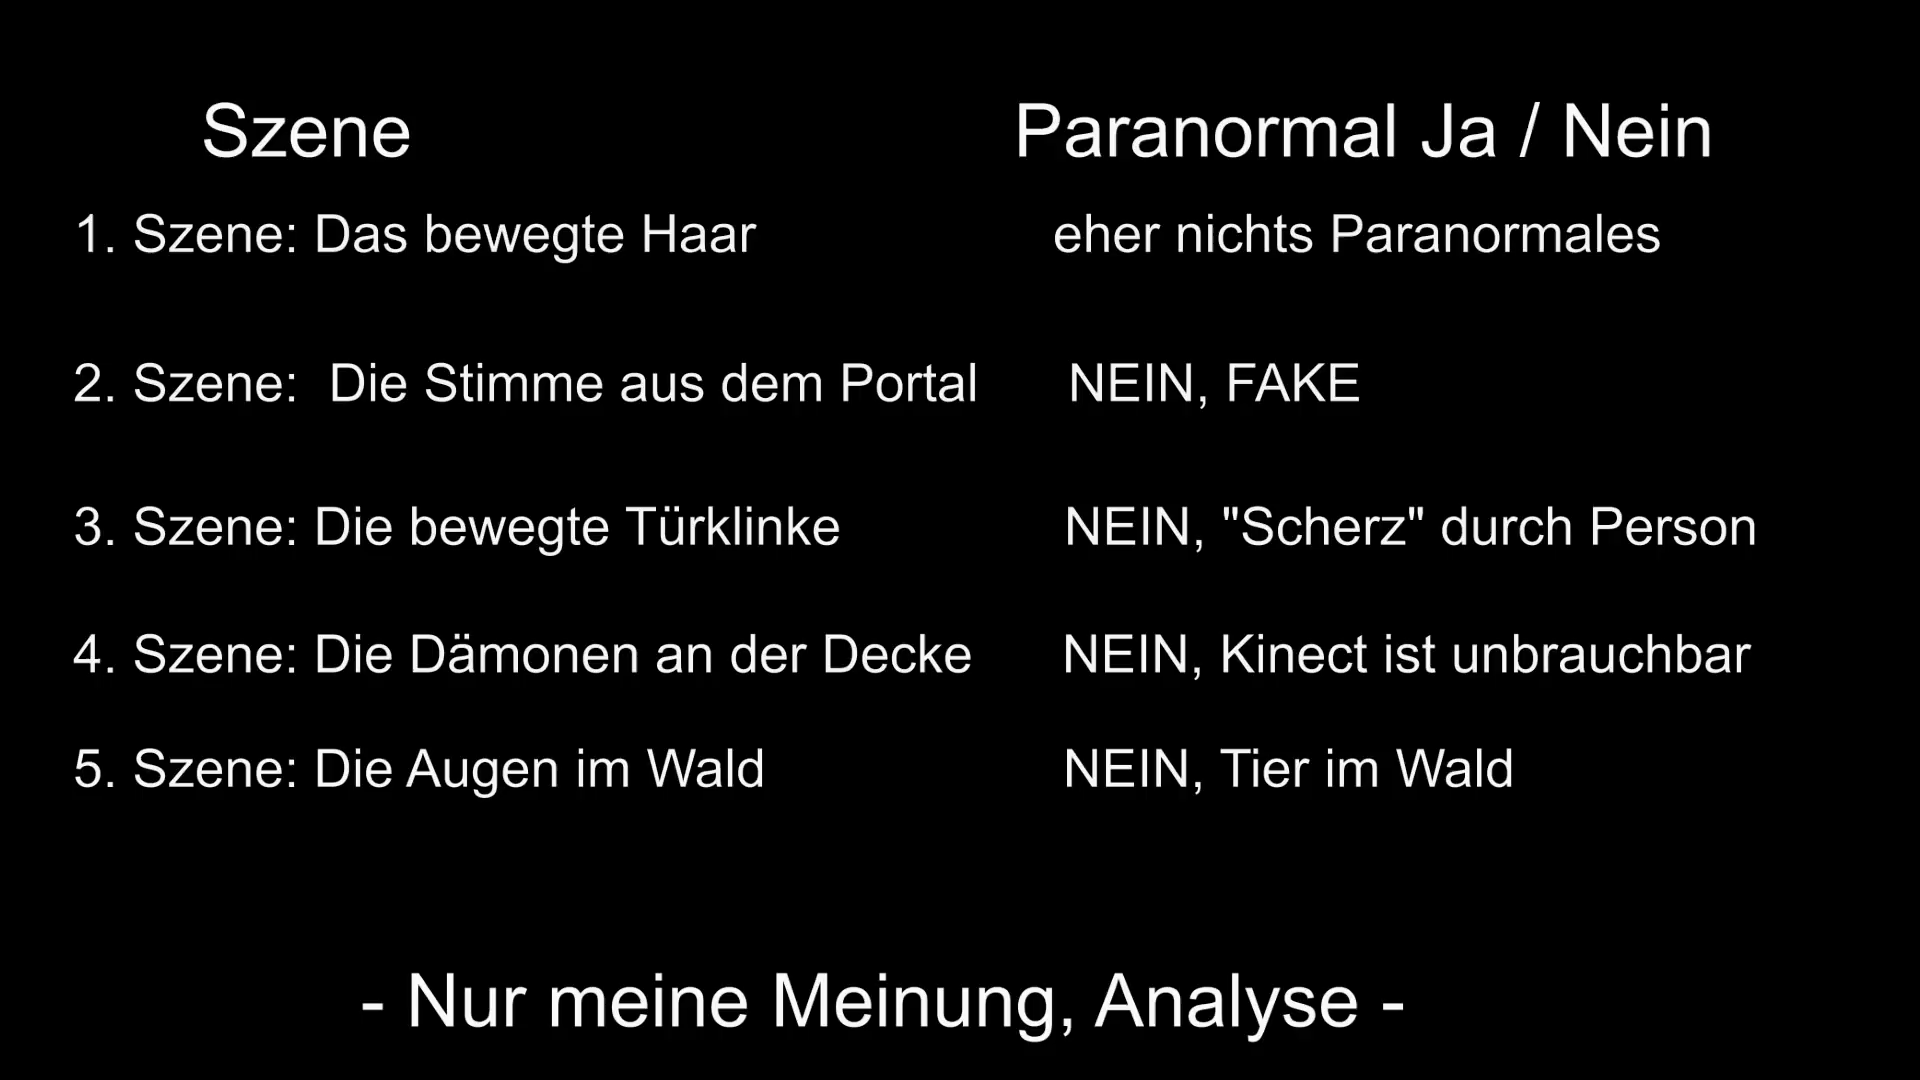 Szene Paranormal Ja / Nein
1. Szene: Das bewegte Haar eher nichts Paranormales
2. Szene: Die Stimme aus dem Portal NEIN, FAKE
3. Szene: Die bewegte Türklinke NEIN, "Scherz" durch Person
4. Szene: Die Dämonen an der Decke NEIN, Kinect ist unbrauchbar
5. Szene: Die Augen im Wald NEIN, Tier im Wald
- Nur meine Meinung, Analyse -